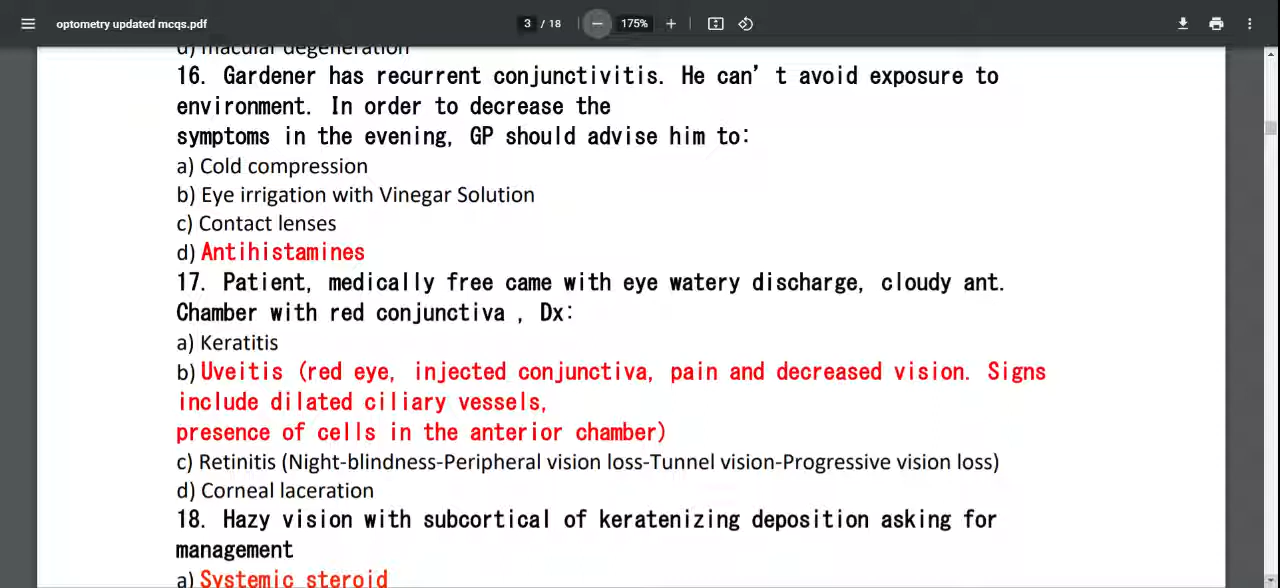 optometry updated mcqs.pdf
3 / 18
175%
d) macular degeneration
16. Gardener has recurrent conjunctivitis. He can’ t avoid exposure to
environment. In order to decrease the
symptoms in the evening, GP should advise him to:
a) Cold compression
b) Eye irrigation with Vinegar Solution
c) Contact lenses
d) Antihistamines
17. Patient, medically free came with eye watery discharge, cloudy ant.
Chamber with red conjunctiva , Dx:
a) Keratitis
b) Uveitis (red eye, injected conjunctiva, pain and decreased vision. Signs
include dilated ciliary vessels,
presence of cells in the anterior chamber)
c) Retinitis (Night-blindness-Peripheral vision loss-Tunnel vision-Progressive vision loss)
d) Corneal laceration
18. Hazy vision with subcortical of keratenizing deposition asking for
management
a) Systemic steroid